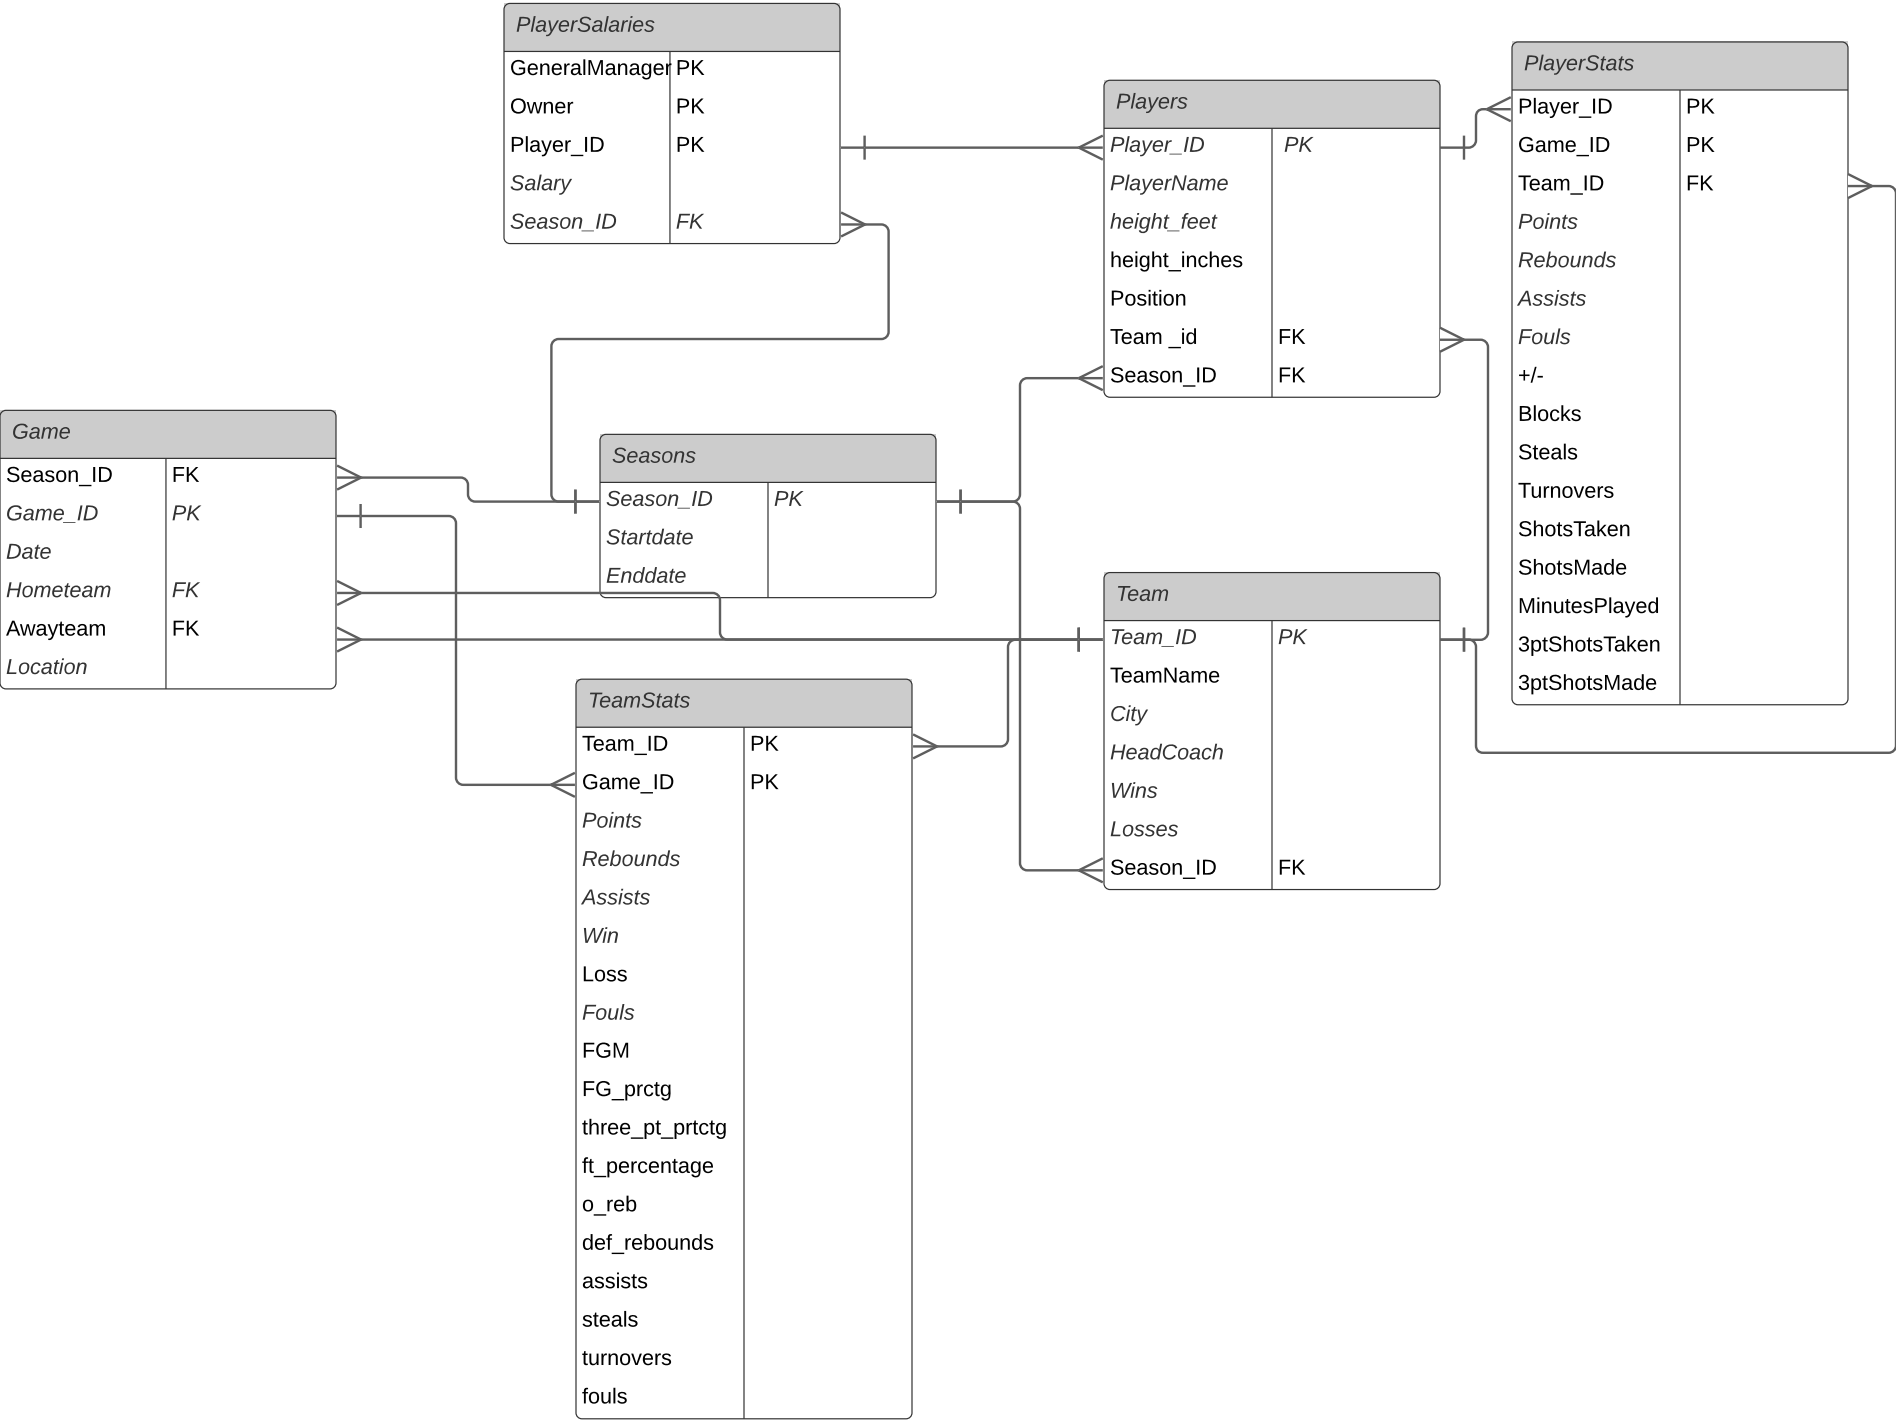 PlayerSalaries
GeneralManager PK
Owner PK
Player_ID PK
Salary
Season_ID FK
Players
Player_ID PK
PlayerName
height_feet
height_inches
Position
Team _id FK
Season_ID FK
PlayerStats
Player_ID PK
Game_ID PK
Team_ID FK
Points
Rebounds
Assists
Fouls
+/-
Blocks
Steals
Turnovers
ShotsTaken
ShotsMade
MinutesPlayed
3ptShotsTaken
3ptShotsMade
Game
Season_ID FK
Game_ID PK
Date
Hometeam FK
Awayteam FK
Location
Seasons
Season_ID PK
Startdate
Enddate
Team
Team_ID PK
TeamName
City
HeadCoach
Wins
Losses
Season_ID FK
TeamStats
Team_ID PK
Game_ID PK
Points
Rebounds
Assists
Win
Loss
Fouls
FGM
FG_prctg
three_pt_prtctg
ft_percentage
o_reb
def_rebounds
assists
steals
turnovers
fouls